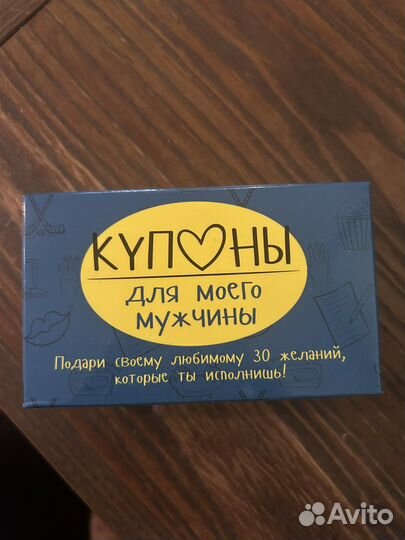 КУПОНЫ
для моего
мужчины
Подари своему любимому 30 желаний,
которые ты исполнишь!
Avito